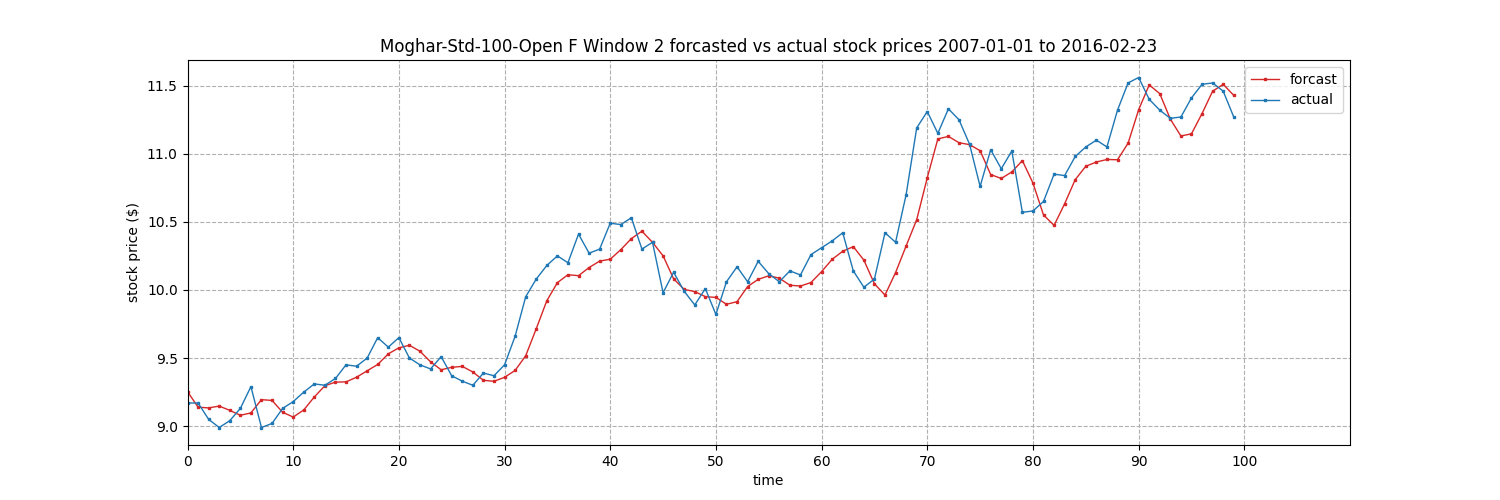 Moghar-Std-100-Open F Window 2 forcasted vs actual stock prices 2007-01-01 to 2016-02-23
forcast
actual
stock price ($)
11.5
11.0
10.5
10.0
9.5
9.0
0 10 20 30 40 50 60 70 80 90 100
time